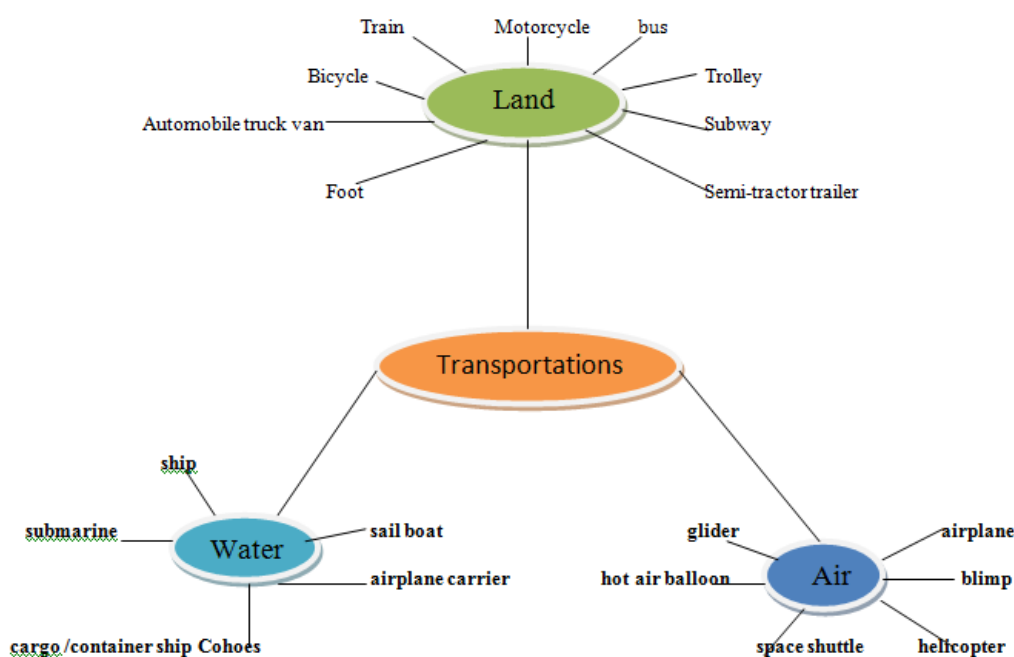 Train
Motorcycle
bus
Bicycle
Land
Trolley
Automobile truck van
Subway
Foot
Semi-tractor trailer
Transportations
ship
submarine
sail boat
Water
airplane carrier
cargo /container ship Cohoes
glider
airplane
hot air balloon
Air
blimp
space shuttle
helicopter